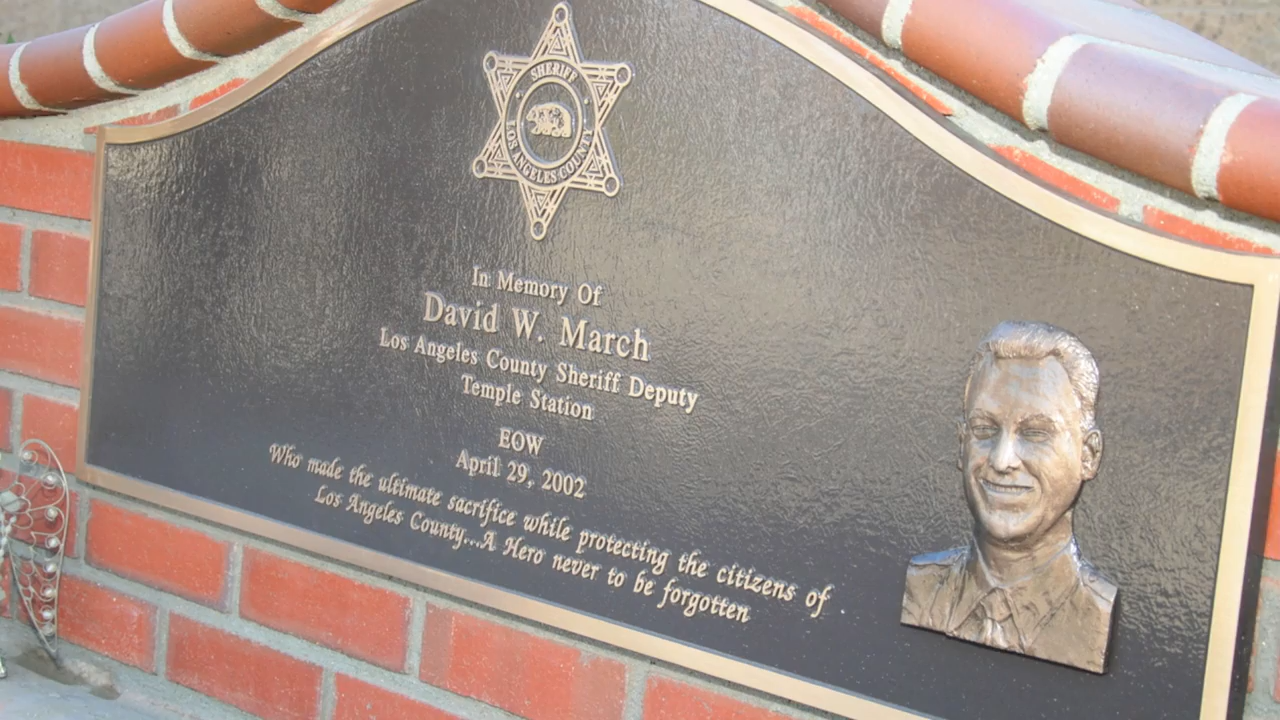 SHERIFF
LOS ANGELES COUNTY
In Memory Of
David W. March
Los Angeles County Sheriff Deputy
Temple Station
EOW
April 29, 2002
Who made the ultimate sacrifice while protecting the citizens of
Los Angeles County...A Hero never to be forgotten